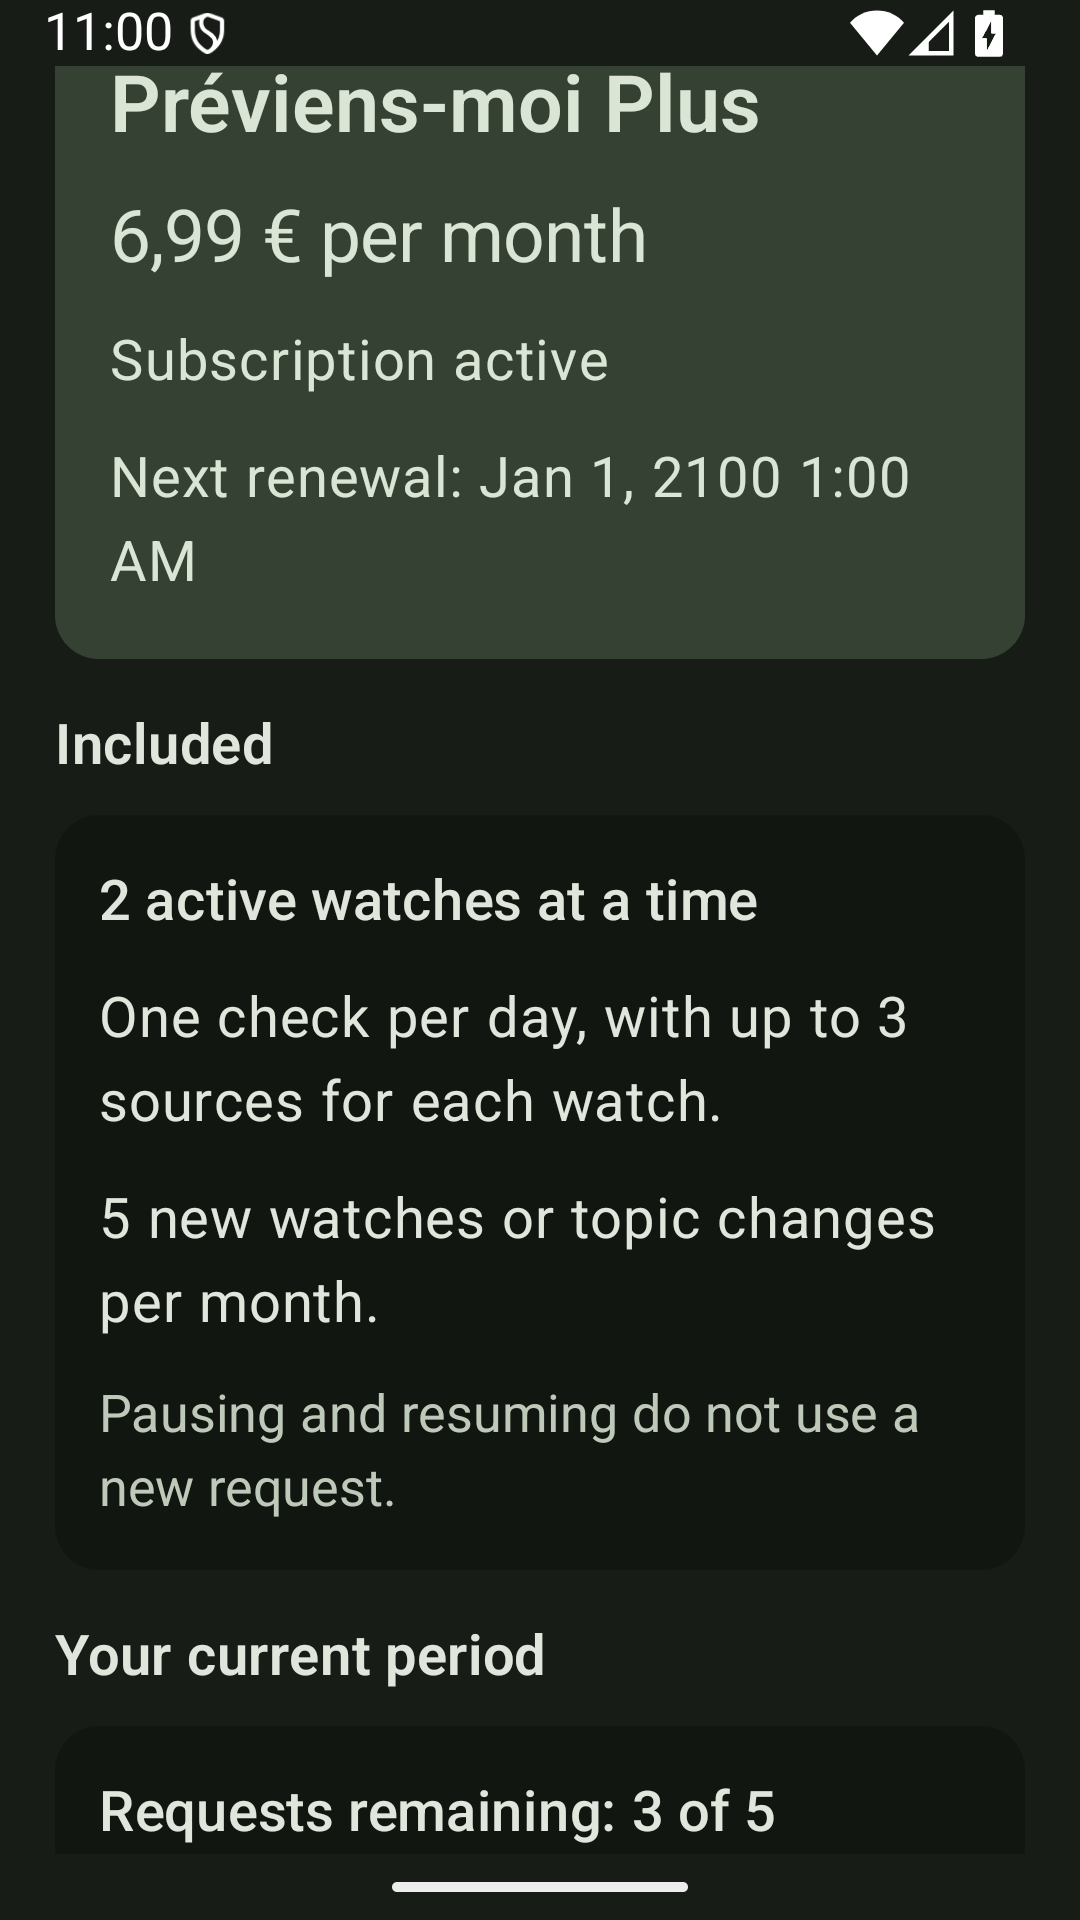 11:00
Préviens-moi Plus
6,99 € per month
Subscription active
Next renewal: Jan 1, 2100 1:00
AM
Included
2 active watches at a time
One check per day, with up to 3
sources for each watch.
5 new watches or topic changes
per month.
Pausing and resuming do not use a
new request.
Your current period
Requests remaining: 3 of 5